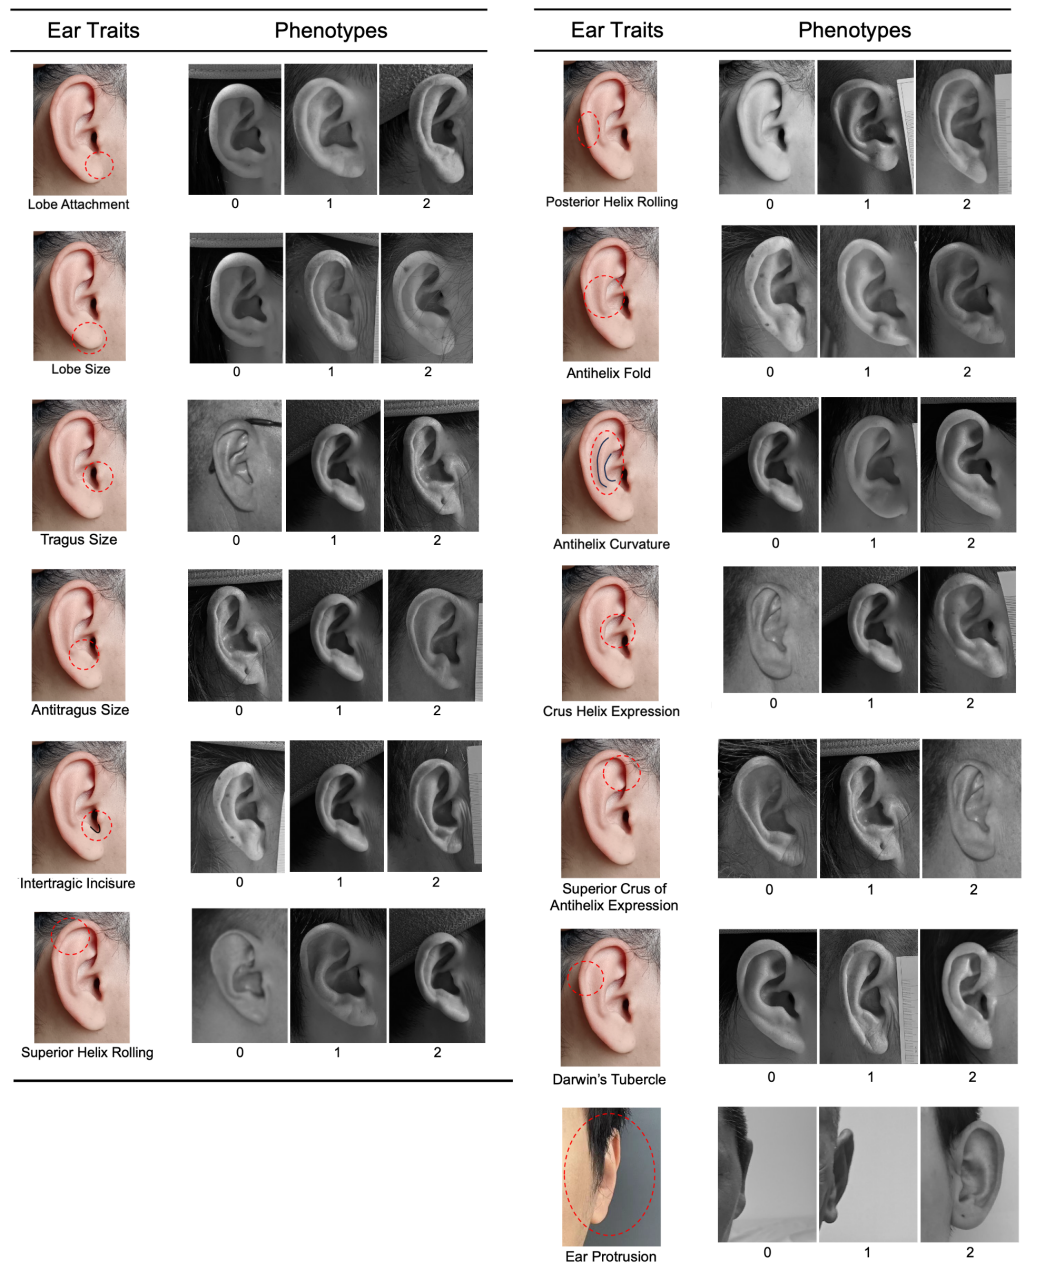 Ear Traits Phenotypes
Lobe Attachment
0 1 2
Lobe Size
0 1 2
Tragus Size
0 1 2
Antitragus Size
0 1 2
Intertragic Incisure
0 1 2
Superior Helix Rolling
0 1 2
Ear Traits Phenotypes
Posterior Helix Rolling
0 1 2
Antihelix Fold
0 1 2
Antihelix Curvature
0 1 2
Crus Helix Expression
0 1 2
Superior Crus of
Antihelix Expression
0 1 2
Darwin's Tubercle
0 1 2
Ear Protrusion
0 1 2